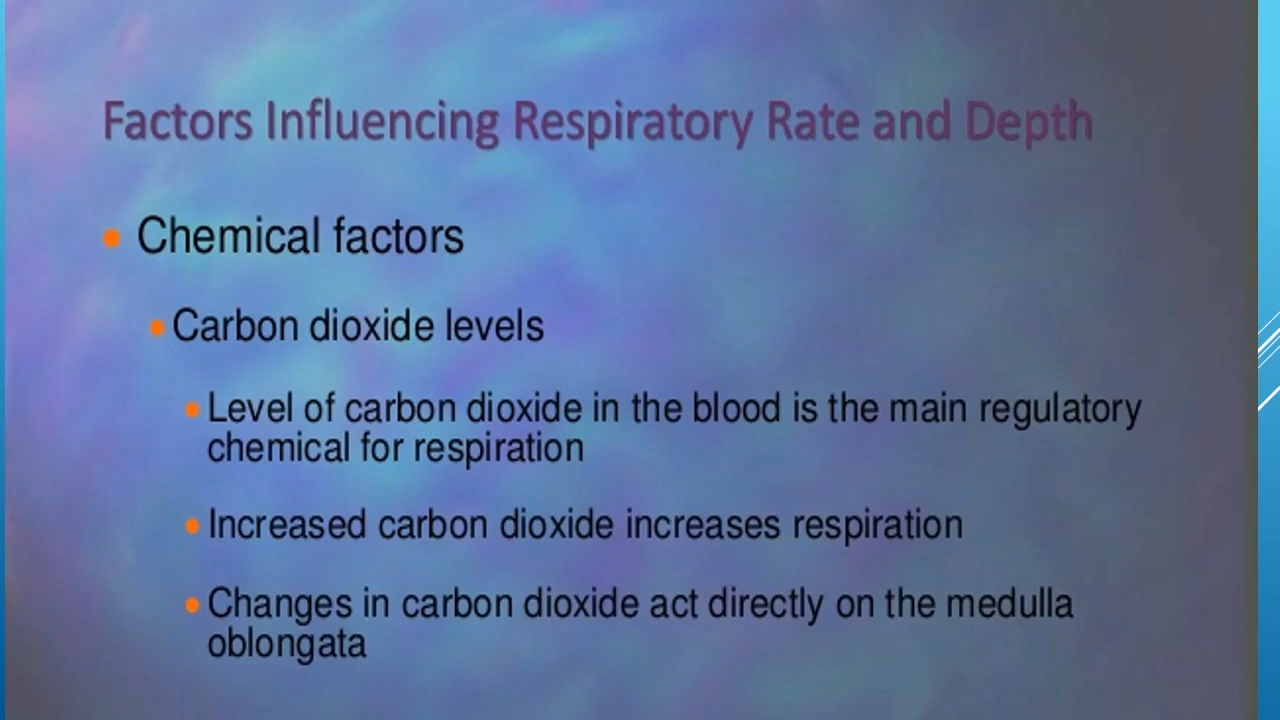 Factors Influencing Respiratory Rate and Depth
• Chemical factors
• Carbon dioxide levels
• Level of carbon dioxide in the blood is the main regulatory
chemical for respiration
• Increased carbon dioxide increases respiration
• Changes in carbon dioxide act directly on the medulla
oblongata